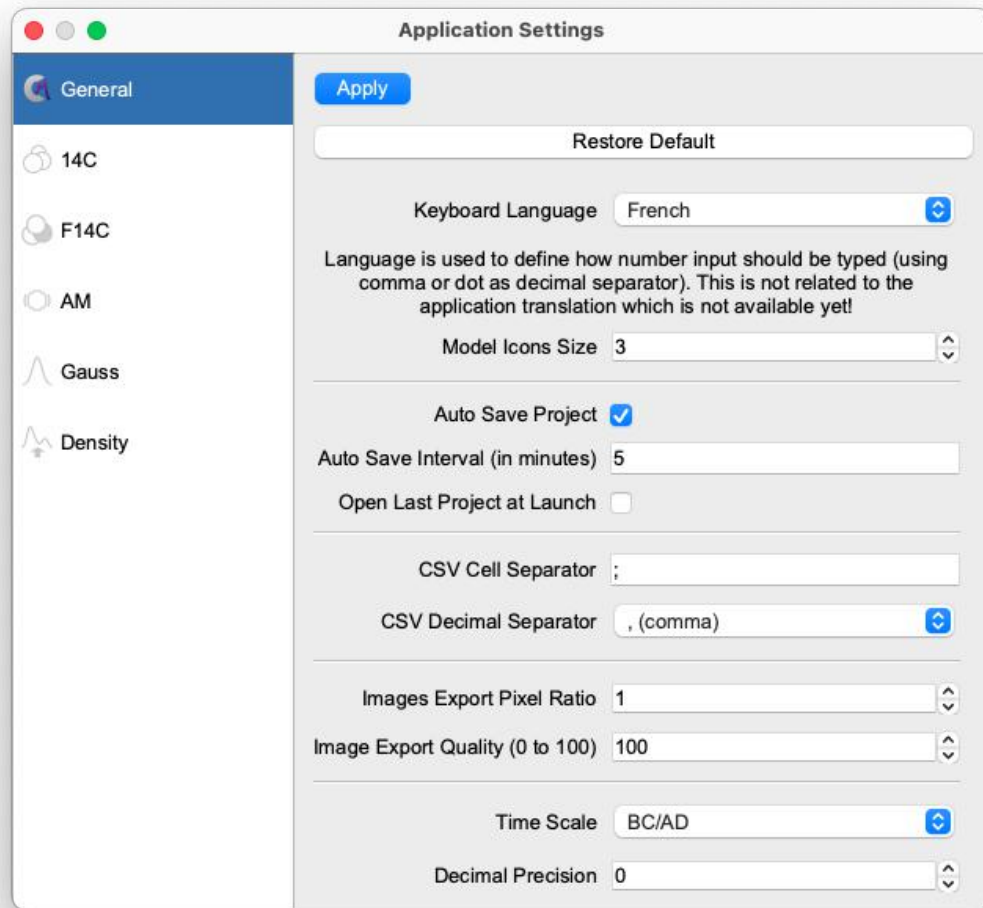 Application Settings
General
14C
F14C
AM
Gauss
Density
Apply
Restore Default
Keyboard Language French
Language is used to define how number input should be typed (using
comma or dot as decimal separator). This is not related to the
application translation which is not available yet!
Model Icons Size 3
Auto Save Project
Auto Save Interval (in minutes) 5
Open Last Project at Launch
CSV Cell Separator ;
CSV Decimal Separator , (comma)
Images Export Pixel Ratio 1
Image Export Quality (0 to 100) 100
Time Scale BC/AD
Decimal Precision 0